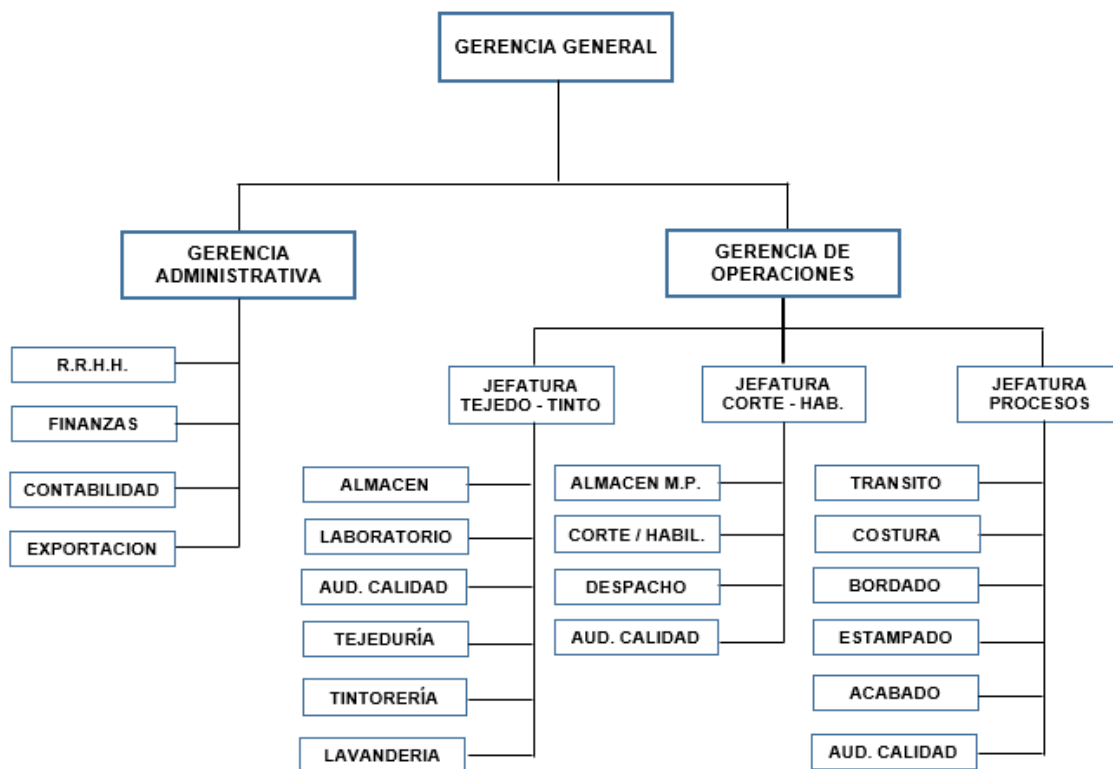 GERENCIA GENERAL
GERENCIA
ADMINISTRATIVA
GERENCIA DE
OPERACIONES
R.R.H.H.
FINANZAS
CONTABILIDAD
EXPORTACION
JEFATURA
TEJEDO - TINTO
ALMACEN
LABORATORIO
AUD. CALIDAD
TEJEDURÍA
TINTORERÍA
LAVANDERIA
JEFATURA
CORTE - HAB.
ALMACEN M.P.
CORTE / HABIL.
DESPACHO
AUD. CALIDAD
JEFATURA
PROCESOS
TRANSITO
COSTURA
BORDADO
ESTAMPADO
ACABADO
AUD. CALIDAD